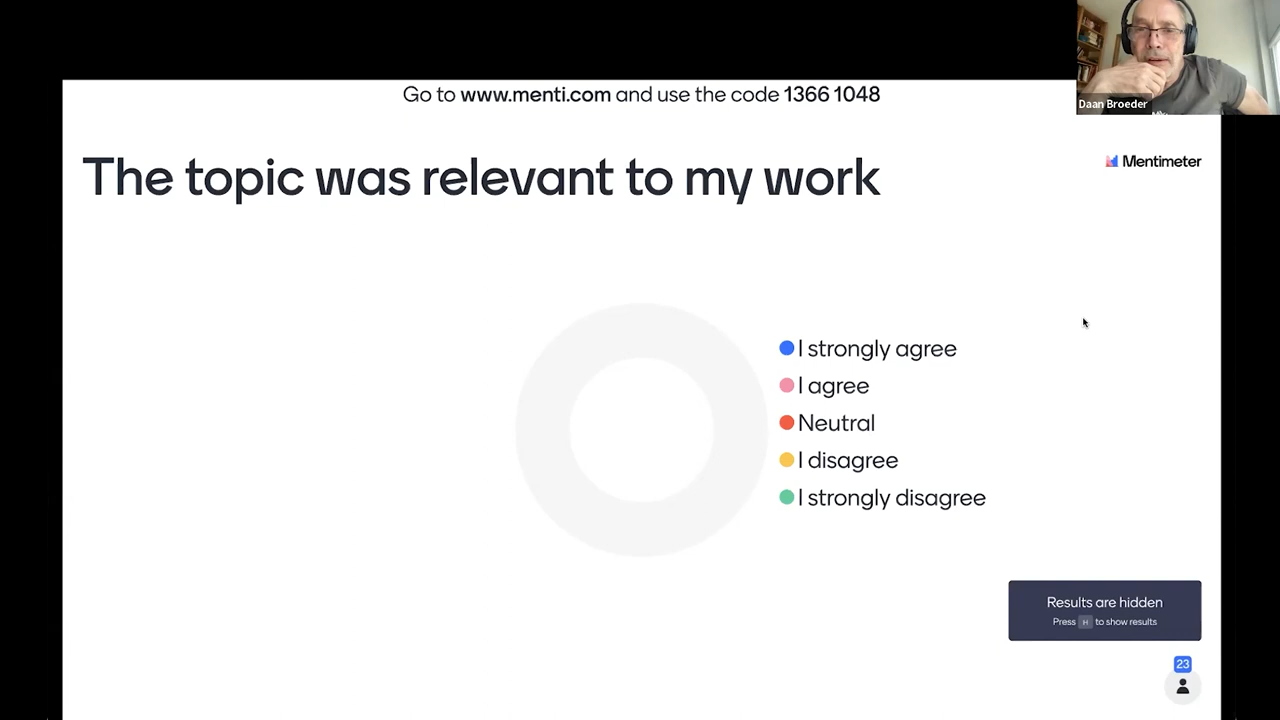 Go to www.menti.com and use the code 1366 1048
Daan Broeder
The topic was relevant to my work
Mentimeter
I strongly agree
I agree
Neutral
I disagree
I strongly disagree
Results are hidden
Press H to show results
23